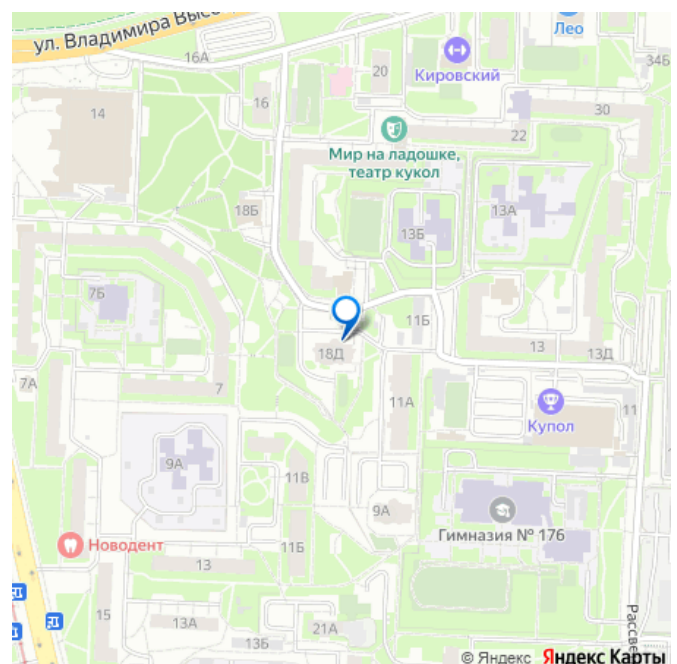 Лео
ул. Владимира Высо
16А
34Б
20
Кировский
16
14
30
22
Мир на ладошке,
театр кукол
18Б
13А
13Б
7Б
11Б
18Д
13
13Д
7А
7
11А
11
Купол
9А
11В
9А
Гимназия № 176
Новодент
11Б
13
15
13А
21А
13Б
Рассве
© Яндекс Яндекс Карты